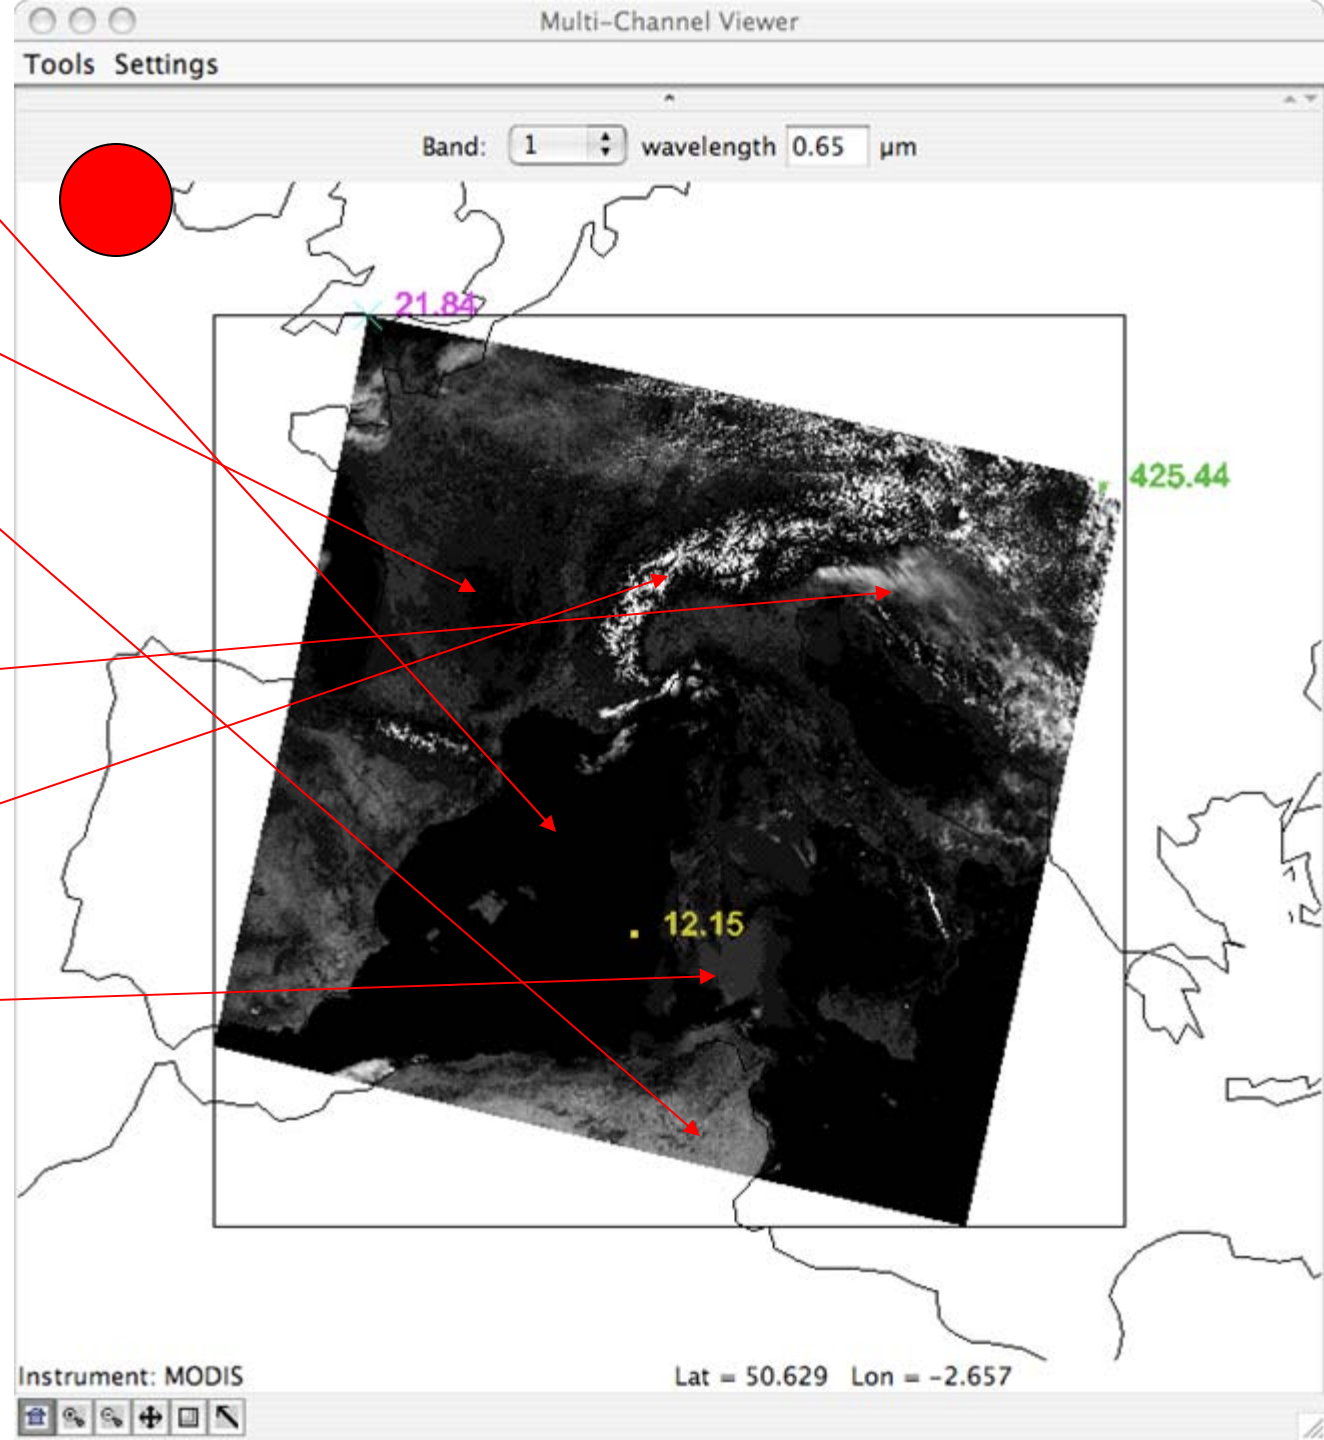 Multi-Channel Viewer
Tools Settings
Band: 1 wavelength 0.65 µm
21.84
425.44
12.15
Instrument: MODIS Lat = 50.629 Lon = -2.657